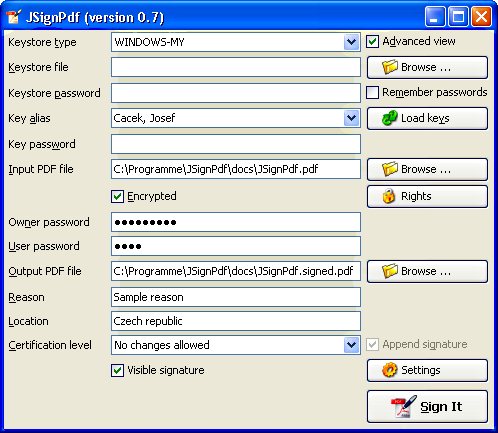 JSignPdf (version 0.7)
Keystore type WINDOWS-MY Advanced view
Keystore file Browse ...
Keystore password Remember passwords
Key alias Cacek, Josef Load keys
Key password
Input PDF file C:\Programme\JSignPdf\docs\JSignPdf.pdf Browse ...
Encrypted Rights
Owner password ●●●●●●●●●
User password ●●●●
Output PDF file C:\Programme\JSignPdf\docs\JSignPdf.signed.pdf Browse ...
Reason Sample reason
Location Czech republic
Certification level No changes allowed Append signature
Visible signature Settings
Sign It